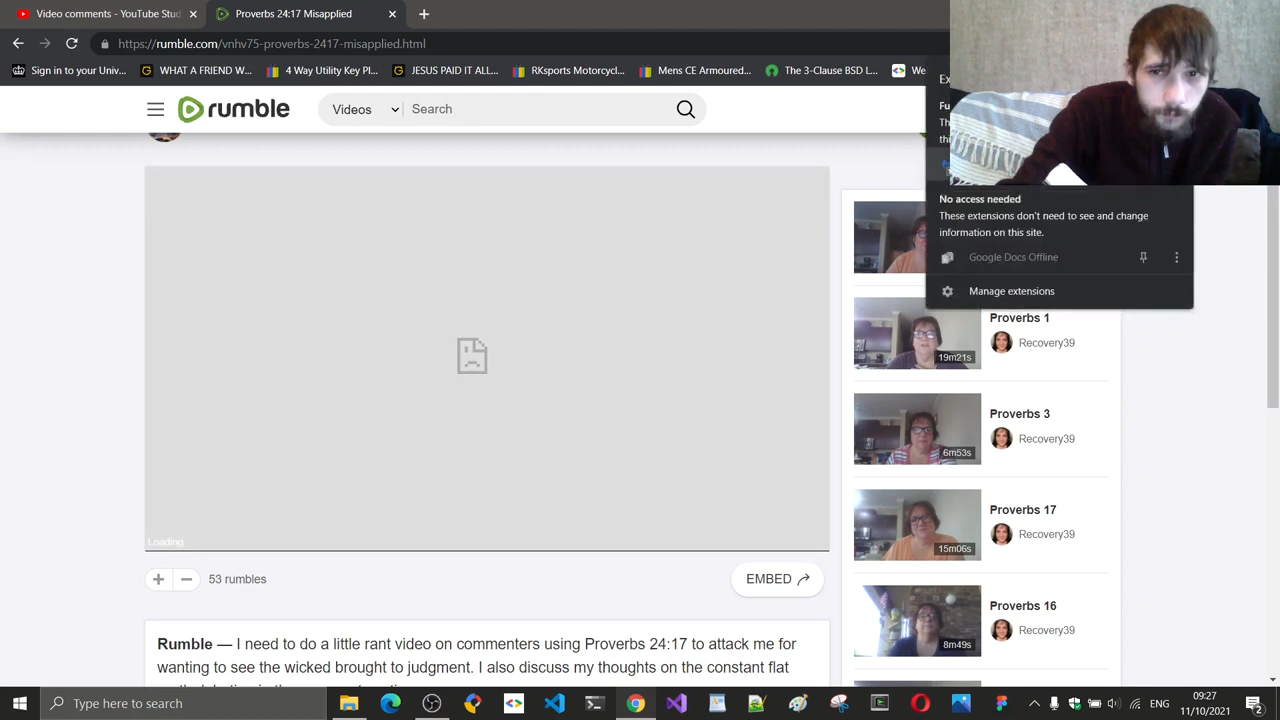 Video comments - YouTube Stud
Proverbs 24:17 Misapplied
https://rumble.com/vnhv75-proverbs-2417-misapplied.html
Sign in to your Univ...
WHAT A FRIEND W...
4 Way Utility Key Pl...
JESUS PAID IT ALL...
RKsports Motorcycl...
Mens CE Armoured...
The 3-Clause BSD L...
We
rumble
Videos
Search
No access needed
These extensions don't need to see and change
information on this site.
Google Docs Offline
Manage extensions
Proverbs 1
Recovery39
19m21s
Proverbs 3
Recovery39
6m53s
Proverbs 17
Recovery39
15m06s
Proverbs 16
Recovery39
8m49s
Loading
53 rumbles
EMBED
Rumble — I need to do a little rant video on commenters using Proverbs 24:17 to attack me for
wanting to see the wicked brought to judgment. I also discuss my thoughts on the constant flat
Type here to search
ENG
09:27
11/10/2021
2